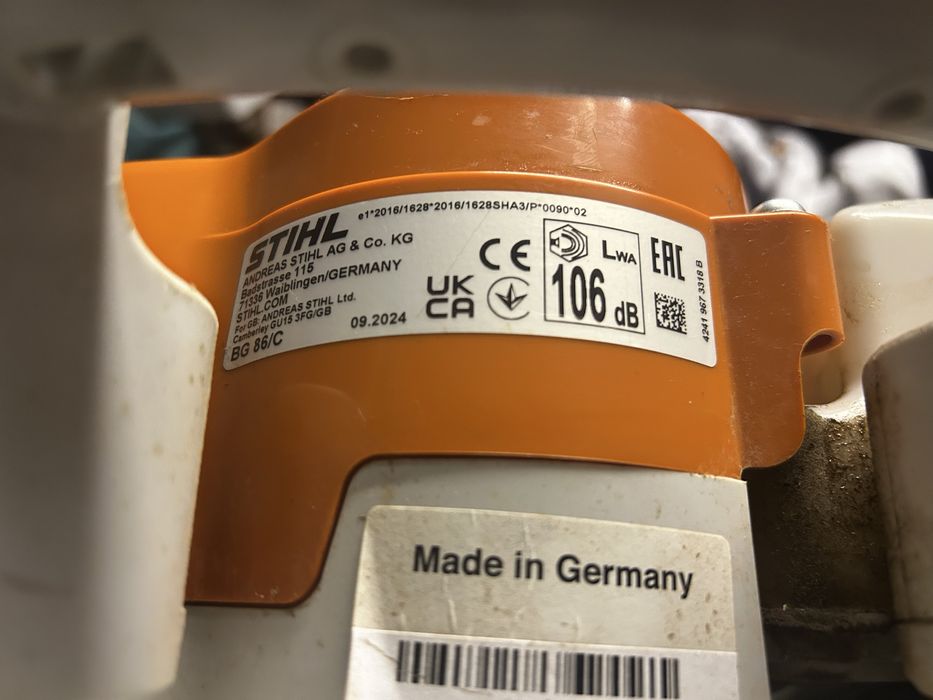 e1*2016/1628*2016/1628SHA3/P*0090*02
STIHL
ANDREAS STIHL AG & Co. KG
Badstrasse 115
71336 Waiblingen/GERMANY
STIHL.COM
For GB: ANDREAS STIHL Ltd.
Camberley GU15 3FG/GB
BG 86/C
09.2024
CE
UK
CA
LWA
106 dB
EAC
4241 967 3318 B
Made in Germany